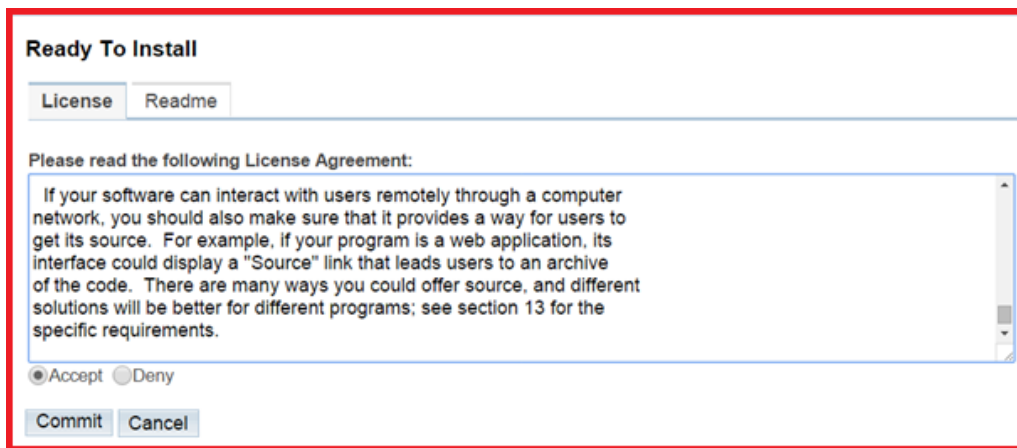 Ready To Install
License Readme
Please read the following License Agreement:
If your software can interact with users remotely through a computer
network, you should also make sure that it provides a way for users to
get its source.  For example, if your program is a web application, its
interface could display a "Source" link that leads users to an archive
of the code.  There are many ways you could offer source, and different
solutions will be better for different programs; see section 13 for the
specific requirements.
Accept Deny
Commit Cancel